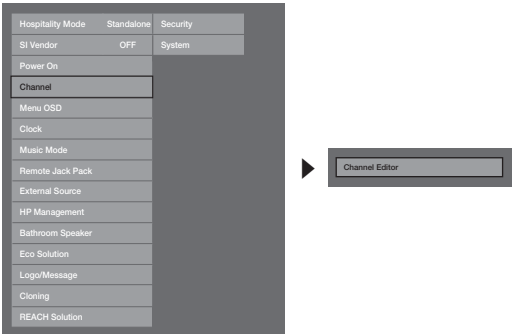 Hospitality Mode Standalone Security
SI Vendor OFF System
Power On
Channel
Menu OSD
Clock
Music Mode
Remote Jack Pack
External Source
HP Management
Bathroom Speaker
Eco Solution
Logo/Message
Cloning
REACH Solution
Channel Editor